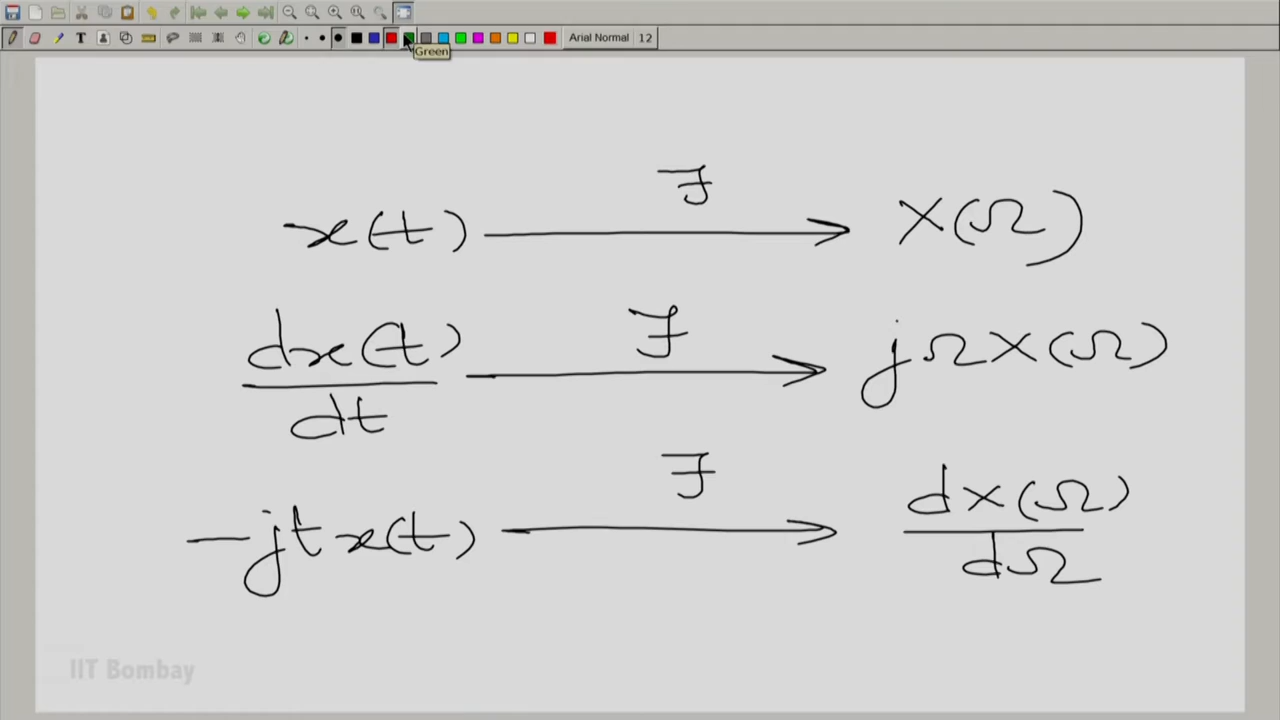 T Arial Normal 12
Green
x(t) ℱ X(Ω)
dx(t)/dt ℱ jΩX(Ω)
-jt x(t) ℱ dX(Ω)/dΩ
IIT Bombay